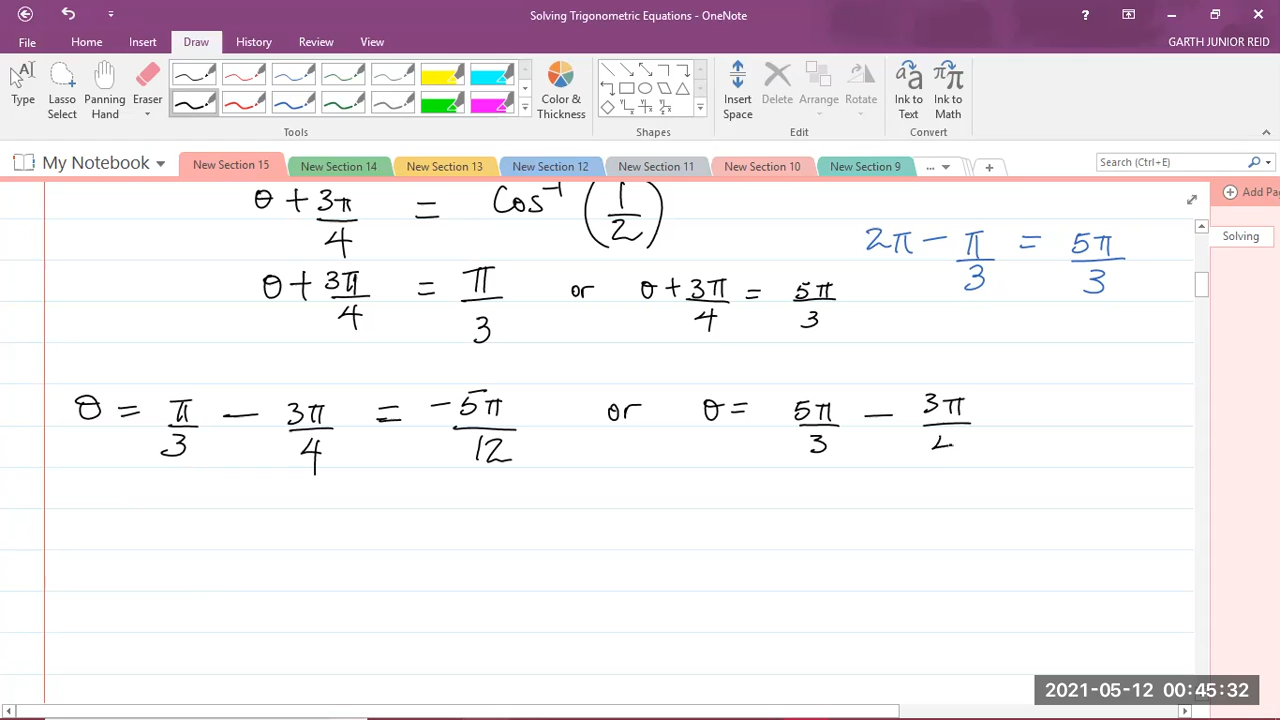 Solving Trigonometric Equations - OneNote
?
File Home Insert Draw History Review View
GARTH JUNIOR REID
Type Lasso Select Panning Hand Eraser Color & Thickness Insert Space Delete Arrange Rotate Ink to Text Ink to Math
Tools Shapes Edit Convert
My Notebook New Section 15 New Section 14 New Section 13 New Section 12 New Section 11 New Section 10 New Section 9 ... Search (Ctrl+E)
Add Pag
Solving
θ + 3π/4 = Cos⁻¹ (1/2)
2π − π/3 = 5π/3
θ + 3π/4 = π/3 or θ + 3π/4 = 5π/3
θ = π/3 − 3π/4 = −5π/12 or θ = 5π/3 − 3π/
2021-05-12 00:45:32